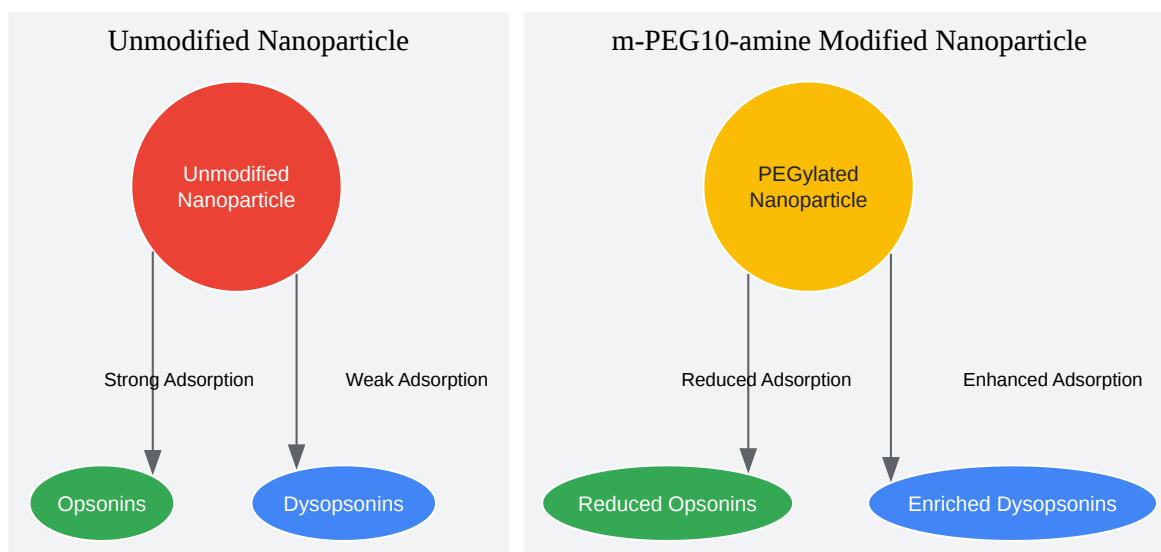 Unmodified Nanoparticle
Unmodified
Nanoparticle
Strong Adsorption
Weak Adsorption
Opsonins
Dysopsonins
m-PEG10-amine Modified Nanoparticle
PEGylated
Nanoparticle
Reduced Adsorption
Enhanced Adsorption
Reduced Opsonins
Enriched Dysopsonins